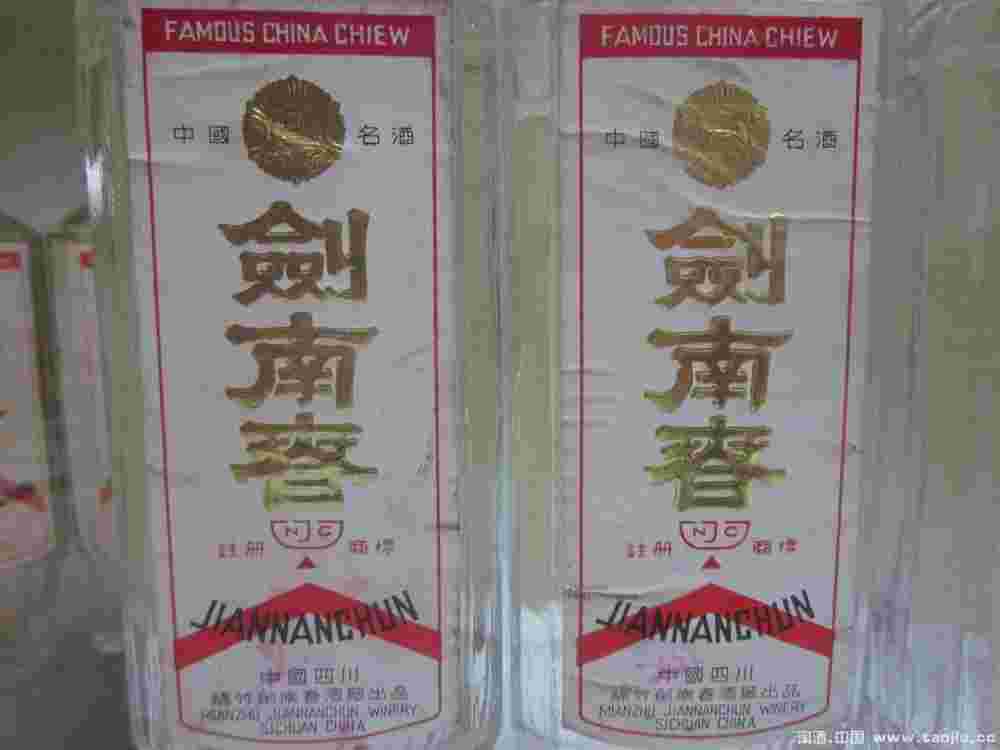 FAMOUS CHINA CHIEW
中國 名酒
劍南春
NJC
註册 商標
JIANNANCHUN
中國四川
綿竹劍南春酒廠出品
MIANZHU JIANNANCHUN WINERY
SICHUAN CHINA
FAMOUS CHINA CHIEW
中國 名酒
劍南春
NJC
註册 商標
JIANNANCHUN
中國四川
綿竹劍南春酒廠出品
MIANZHU JIANNANCHUN WINERY
SICHUAN CHINA
淘酒.中国 www.taojiu.cc